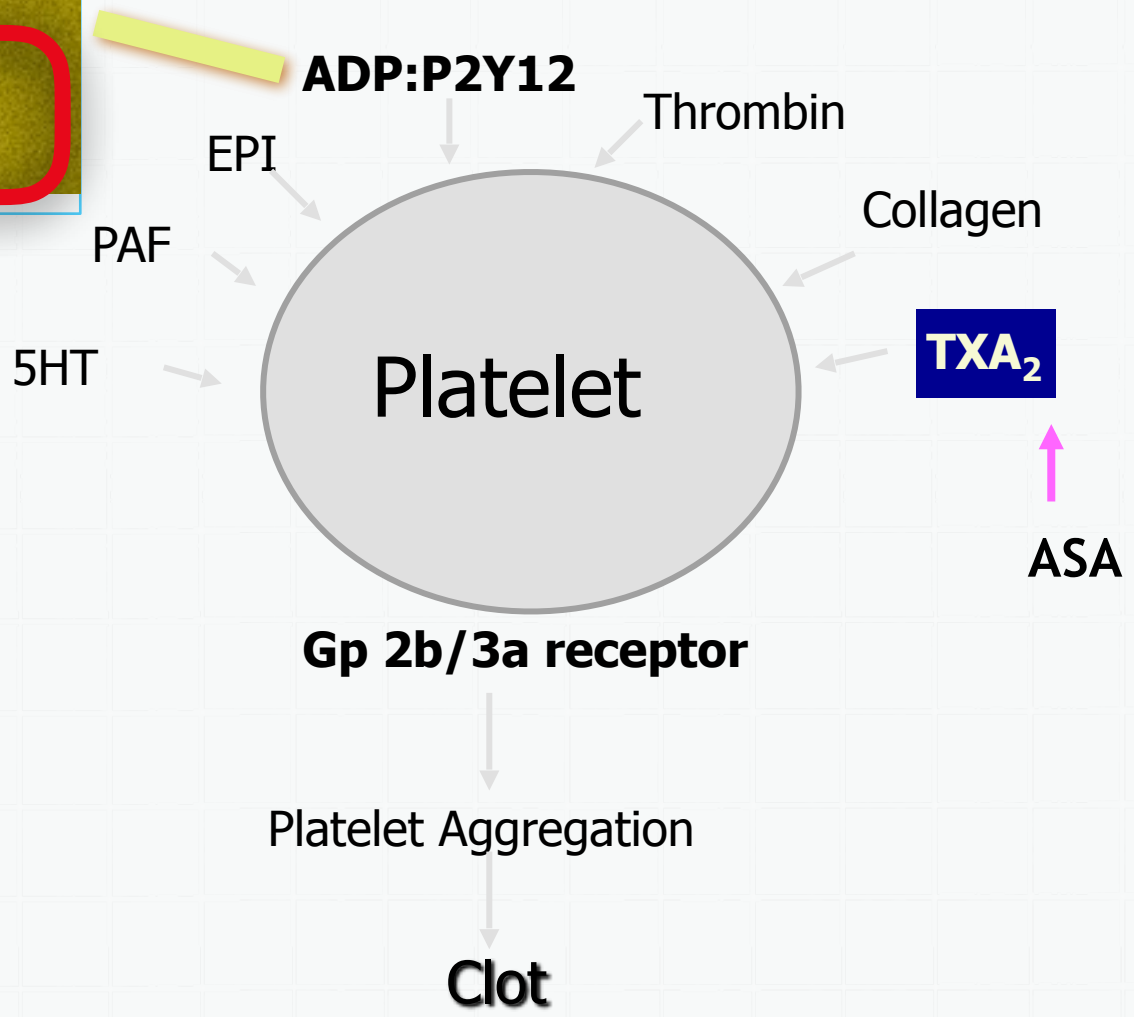 ADP:P2Y12
Thrombin
EPI
Collagen
PAF
TXA₂
5HT
Platelet
ASA
Gp 2b/3a receptor
Platelet Aggregation
Clot